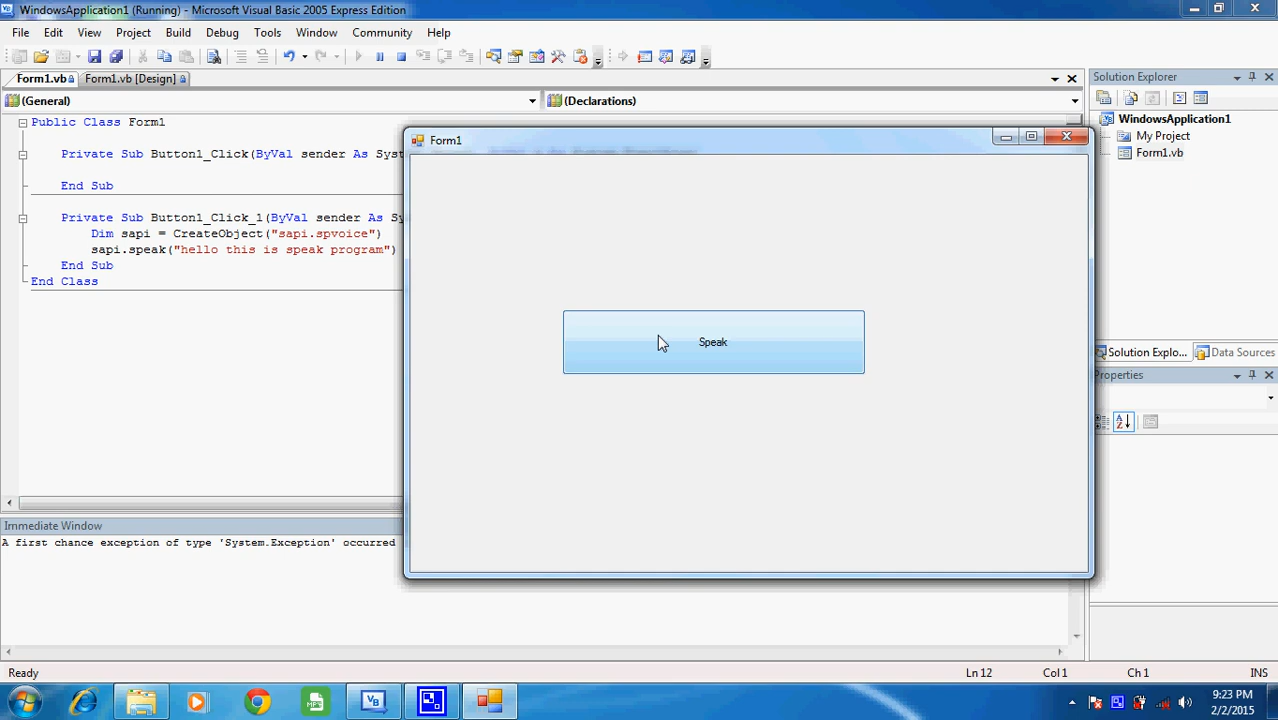 WindowsApplication1 (Running) - Microsoft Visual Basic 2005 Express Edition
File Edit View Project Build Debug Tools Window Community Help
Form1.vb Form1.vb [Design]
(General) (Declarations)
Public Class Form1
Private Sub Button1_Click(ByVal sender As Syst
End Sub
Private Sub Button1_Click_1(ByVal sender As Sy
Dim sapi = CreateObject("sapi.spvoice")
sapi.speak("hello this is speak program")
End Sub
End Class
Form1
Speak
Solution Explorer
WindowsApplication1
My Project
Form1.vb
Solution Explo... Data Sources
Properties
Immediate Window
A first chance exception of type 'System.Exception' occurred
Ready Ln 12 Col 1 Ch 1 INS
9:23 PM
2/2/2015